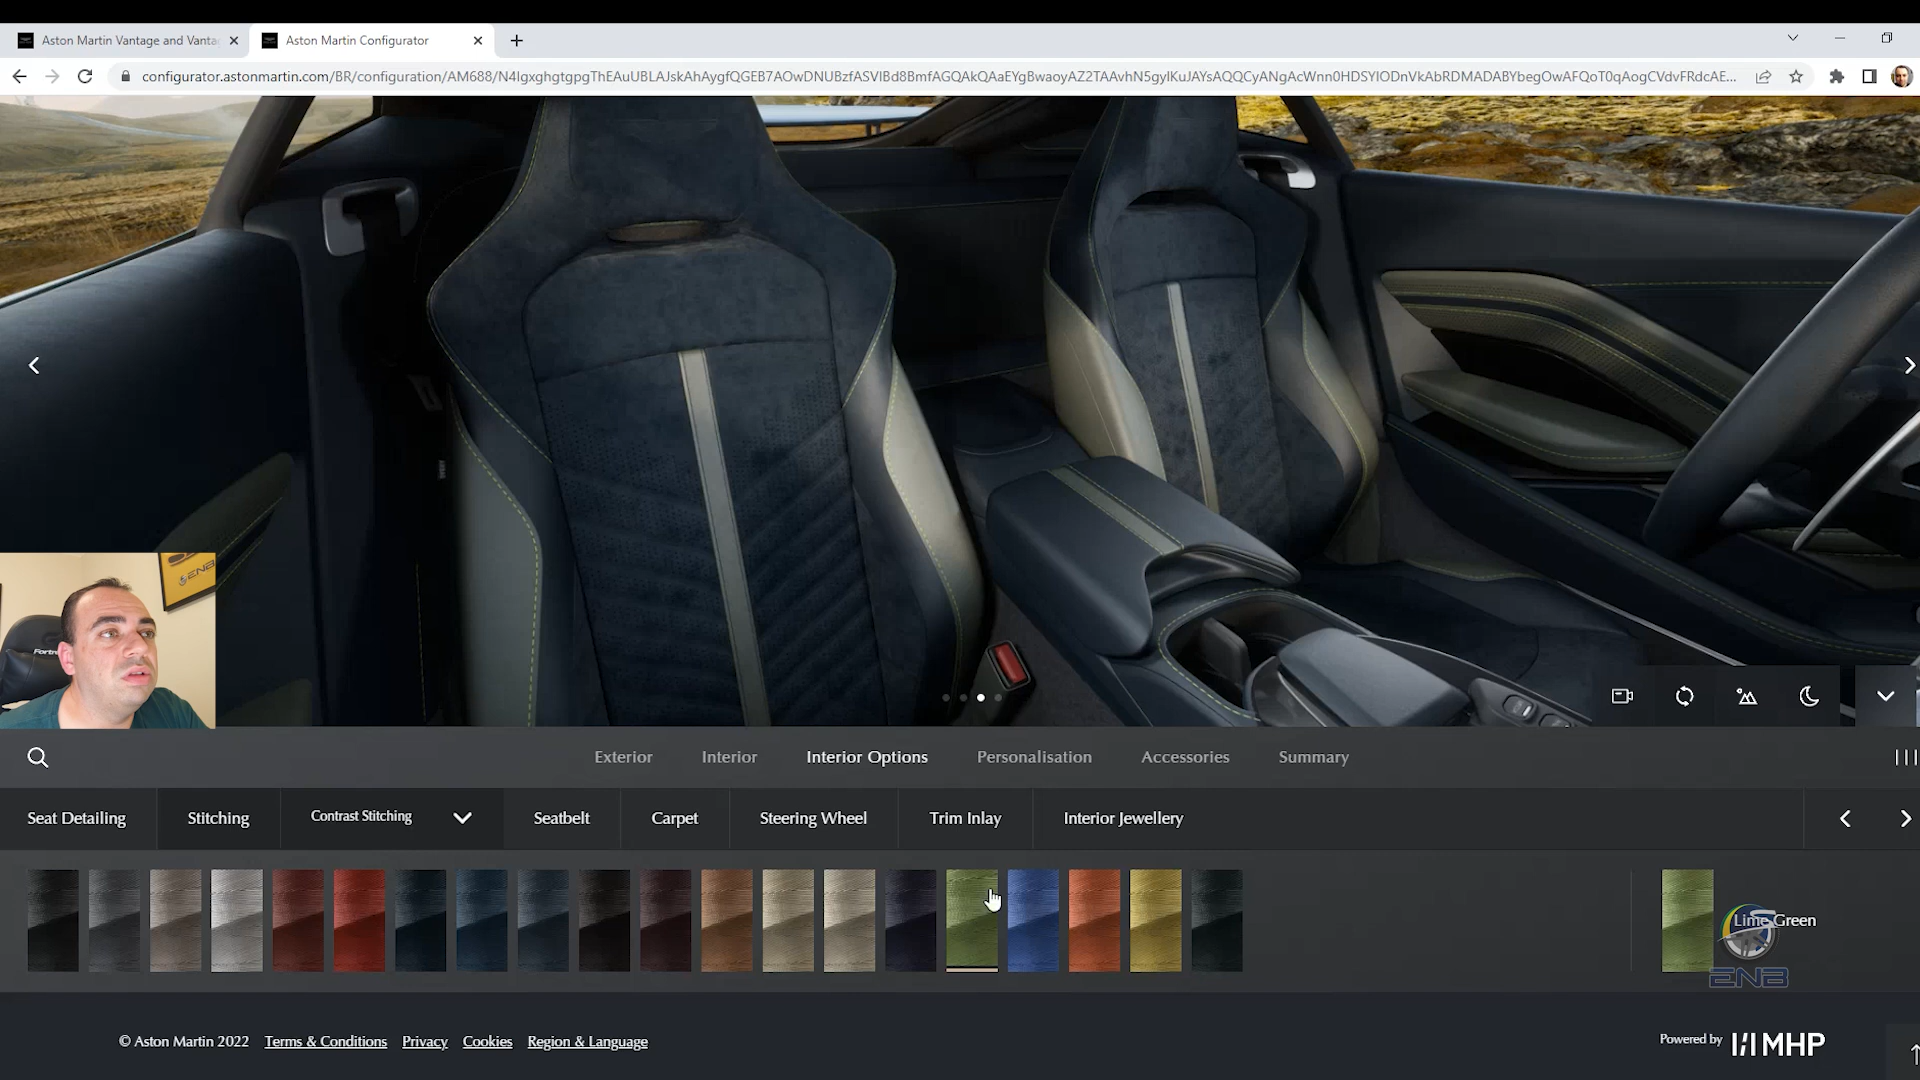 Aston Martin Vantage and Vanta
Aston Martin Configurator
configurator.astonmartin.com/BR/configuration/AM688/
ENB
Exterior
Interior
Interior Options
Personalisation
Accessories
Summary
Seat Detailing
Stitching
Contrast Stitching
Seatbelt
Carpet
Steering Wheel
Trim Inlay
Interior Jewellery
Lime Green
ENB
© Aston Martin 2022
Terms & Conditions
Privacy
Cookies
Region & Language
Powered by
MHP